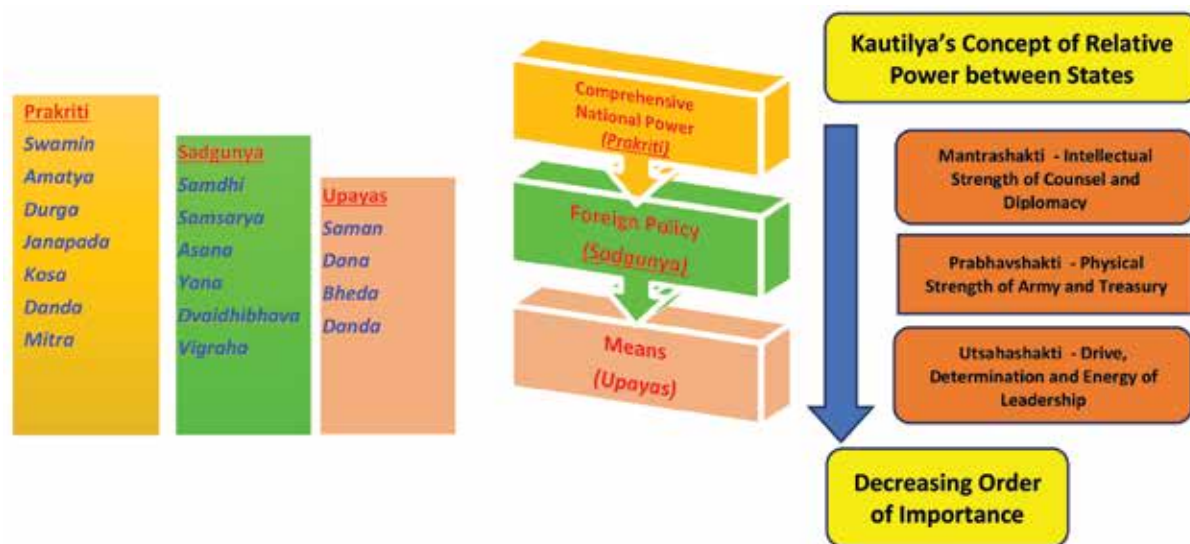 Prakriti
Swamin
Amatya
Durga
Janapada
Kosa
Danda
Mitra
Sadgunya
Samdhi
Samsarya
Asana
Yana
Dvaidhibhava
Vigraha
Upayas
Saman
Dana
Bheda
Danda
Comprehensive
National Power
(Prakriti)
Foreign Policy
(Sadgunya)
Means
(Upayas)
Kautilya's Concept of Relative
Power between States
Mantrashakti - Intellectual
Strength of Counsel and
Diplomacy
Prabhavshakti - Physical
Strength of Army and Treasury
Utsahashakti - Drive,
Determination and Energy of
Leadership
Decreasing Order
of Importance